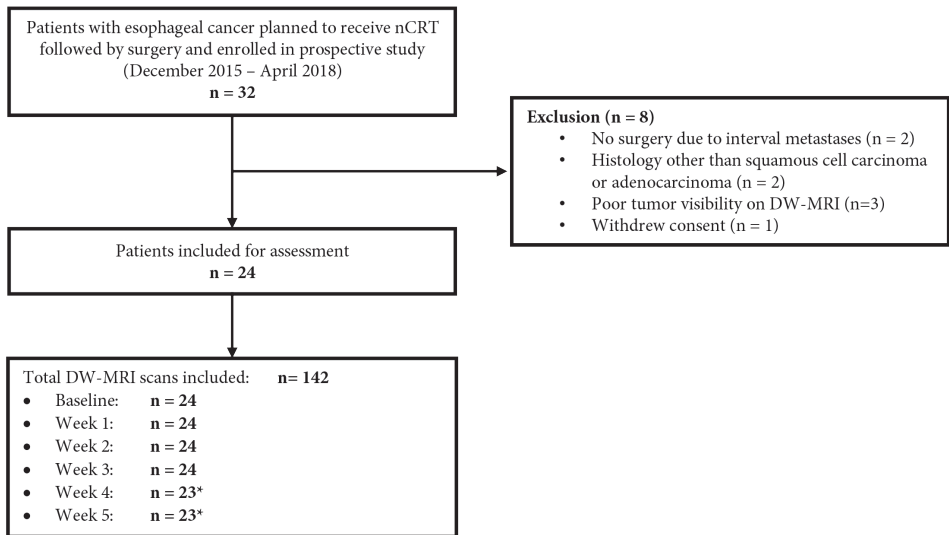 Patients with esophageal cancer planned to receive nCRT
followed by surgery and enrolled in prospective study
(December 2015 – April 2018)
n = 32
Exclusion (n = 8)
• No surgery due to interval metastases (n = 2)
• Histology other than squamous cell carcinoma
or adenocarcinoma (n = 2)
• Poor tumor visibility on DW-MRI (n=3)
• Withdrew consent (n = 1)
Patients included for assessment
n = 24
Total DW-MRI scans included: n= 142
• Baseline: n = 24
• Week 1: n = 24
• Week 2: n = 24
• Week 3: n = 24
• Week 4: n = 23*
• Week 5: n = 23*